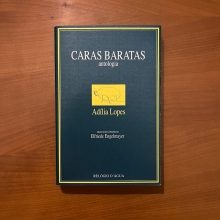 CARAS BARATAS
antologia
Adília Lopes
Elfriede Engelmayer
RELÓGIO D'ÁGUA